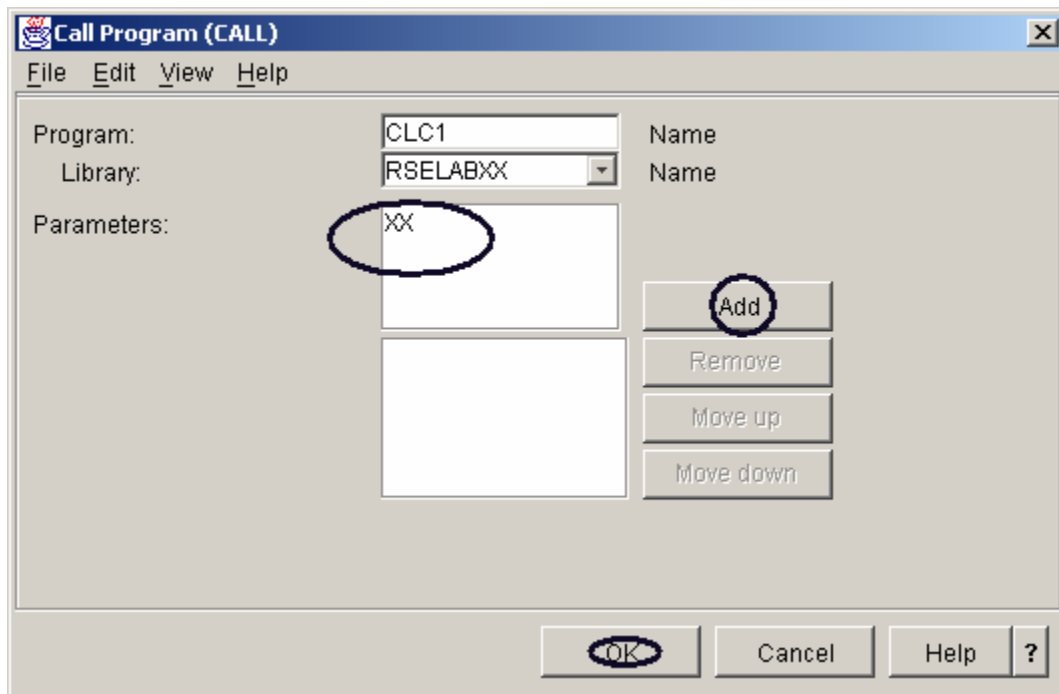 Call Program (CALL)
File Edit View Help
Program: CLC1 Name
Library: RSELABXX Name
Parameters: XX
Add
Remove
Move up
Move down
OK Cancel Help ?